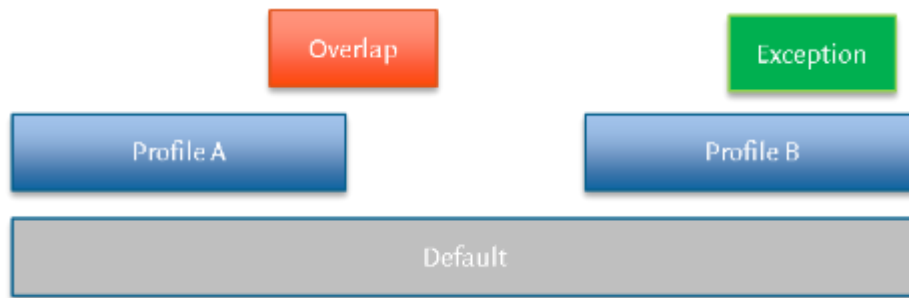 Overlap
Exception
Profile A
Profile B
Default